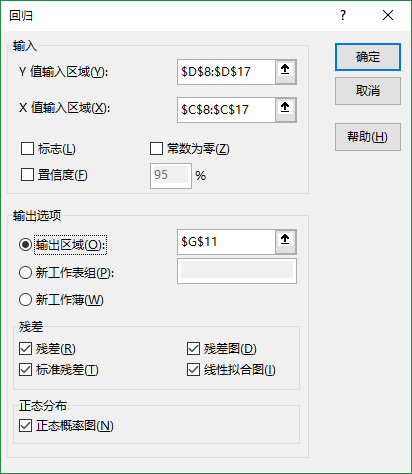 回归 ? ×
输入
Y 值输入区域(Y): $D$8:$D$17
X 值输入区域(X): $C$8:$C$17
标志(L) 常数为零(Z)
置信度(F) 95 %
确定
取消
帮助(H)
输出选项
输出区域(O): $G$11
新工作表组(P):
新工作薄(W)
残差
残差(R) 残差图(D)
标准残差(T) 线性拟合图(I)
正态分布
正态概率图(N)